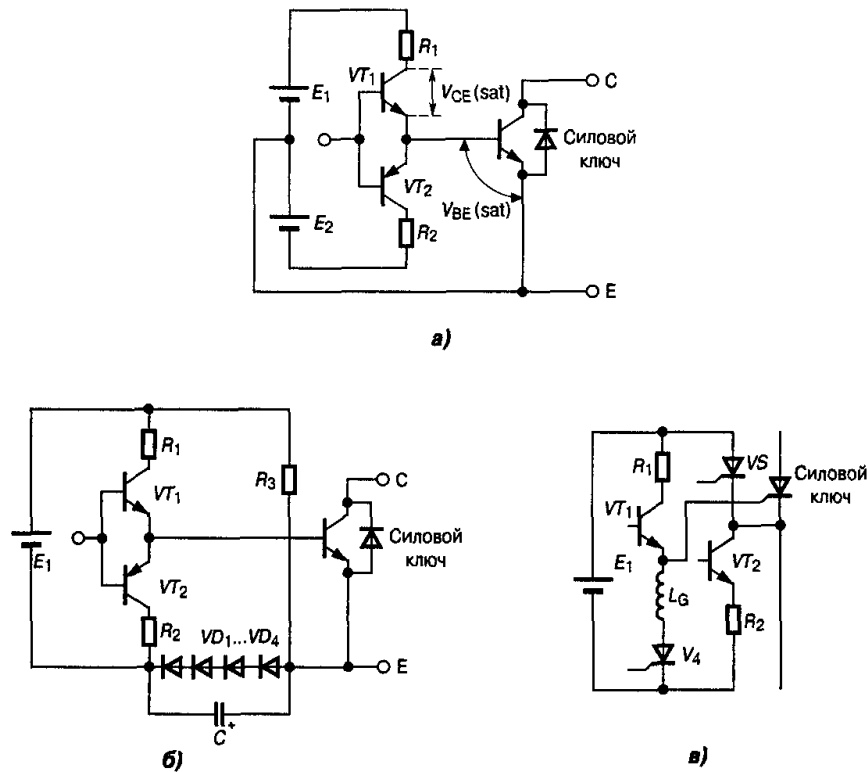 R1
VT1
E1
VCE (sat)
C
Силовой
ключ
VT2
VBE (sat)
E2
R2
E
а)
R1
VT1
R3
C
E1
Силовой
ключ
VT2
R2
VD1...VD4
E
C +
б)
R1
VS
Силовой
ключ
VT1
E1
VT2
LG
R2
V4
в)